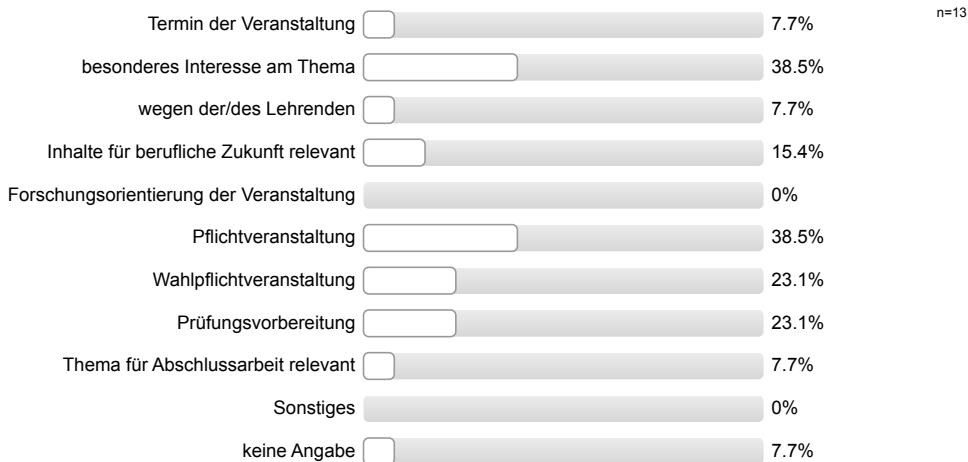 n=13
Termin der Veranstaltung 7.7%
besonderes Interesse am Thema 38.5%
wegen der/des Lehrenden 7.7%
Inhalte für berufliche Zukunft relevant 15.4%
Forschungsorientierung der Veranstaltung 0%
Pflichtveranstaltung 38.5%
Wahlpflichtveranstaltung 23.1%
Prüfungsvorbereitung 23.1%
Thema für Abschlussarbeit relevant 7.7%
Sonstiges 0%
keine Angabe 7.7%